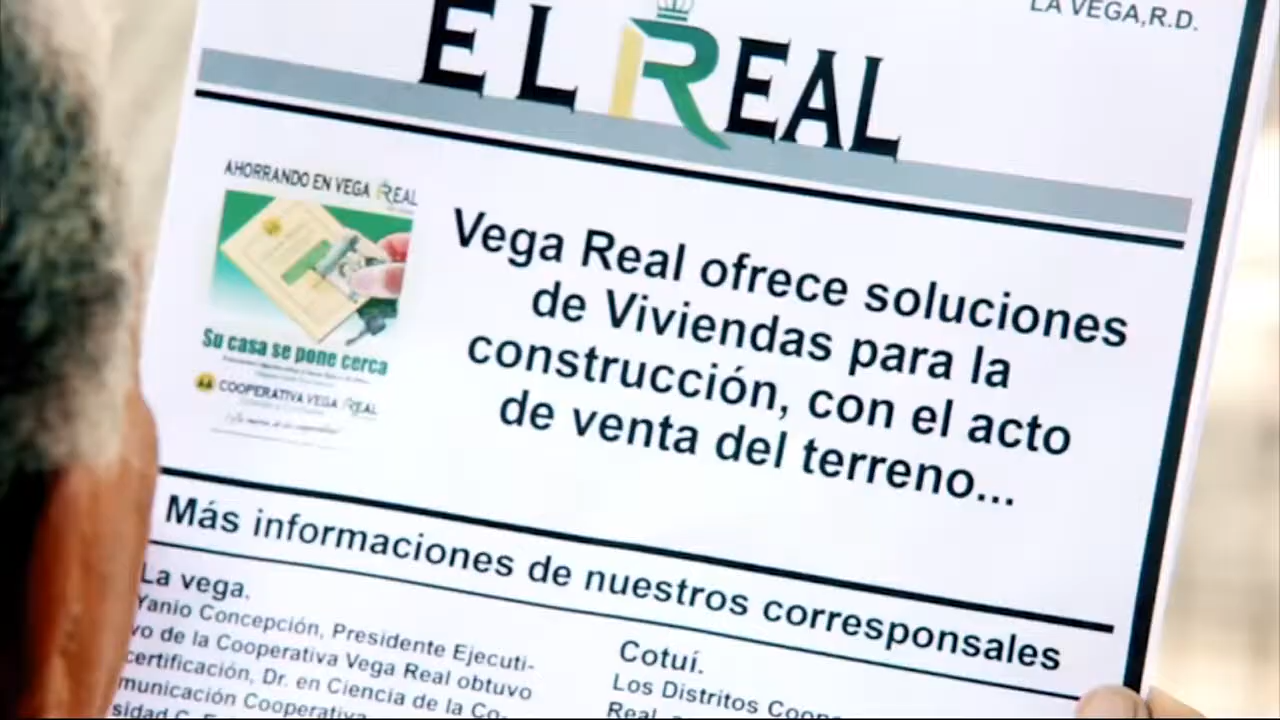 LA VEGA,R.D.
EL REAL
AHORRANDO EN VEGA REAL
Su casa se pone cerca
COOPERATIVA VEGA REAL
Vega Real ofrece soluciones
de Viviendas para la
construcción, con el acto
de venta del terreno...
Más informaciones de nuestros corresponsales
La vega.
Yanio Concepción, Presidente Ejecuti-
vo de la Cooperativa Vega Real obtuvo
certificación, Dr. en Ciencia de la Co-
municación Cooperativa
Cotuí.
Los Distritos
Real